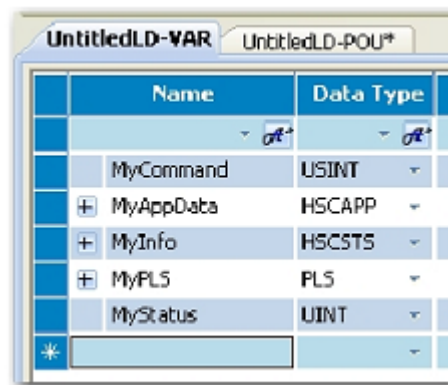 UntitledLD-VAR UntitledLD-POU*
Name Data Type
MyCommand USINT
MyAppData HSCAPP
MyInfo HSCSTS
MyPLS PLS
MyStatus UINT